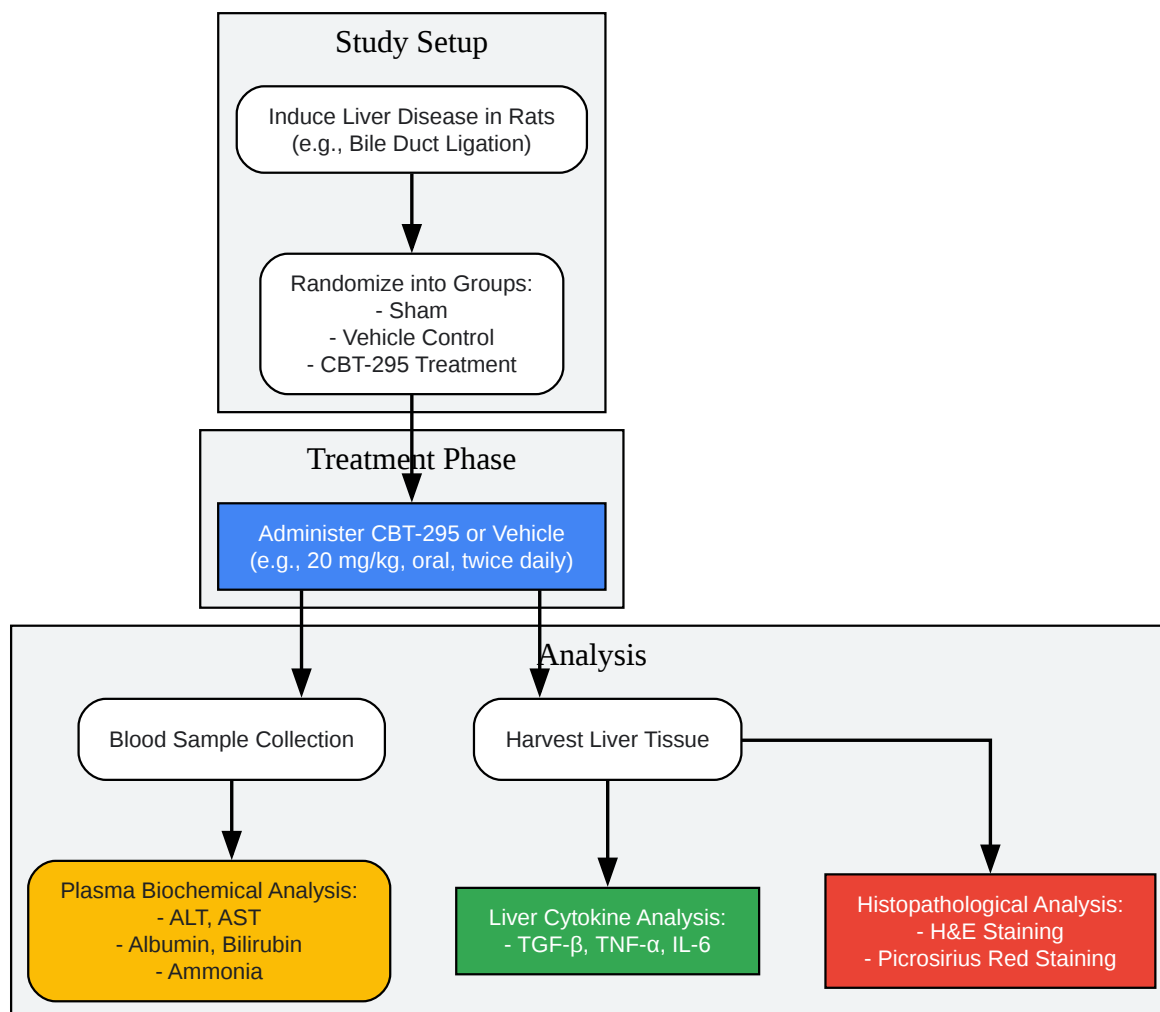 Study Setup
Induce Liver Disease in Rats
(e.g., Bile Duct Ligation)
Randomize into Groups:
- Sham
- Vehicle Control
- CBT-295 Treatment
Treatment Phase
Administer CBT-295 or Vehicle
(e.g., 20 mg/kg, oral, twice daily)
Analysis
Blood Sample Collection
Harvest Liver Tissue
Plasma Biochemical Analysis:
- ALT, AST
- Albumin, Bilirubin
- Ammonia
Liver Cytokine Analysis:
- TGF-β, TNF-α, IL-6
Histopathological Analysis:
- H&E Staining
- Picrosirius Red Staining